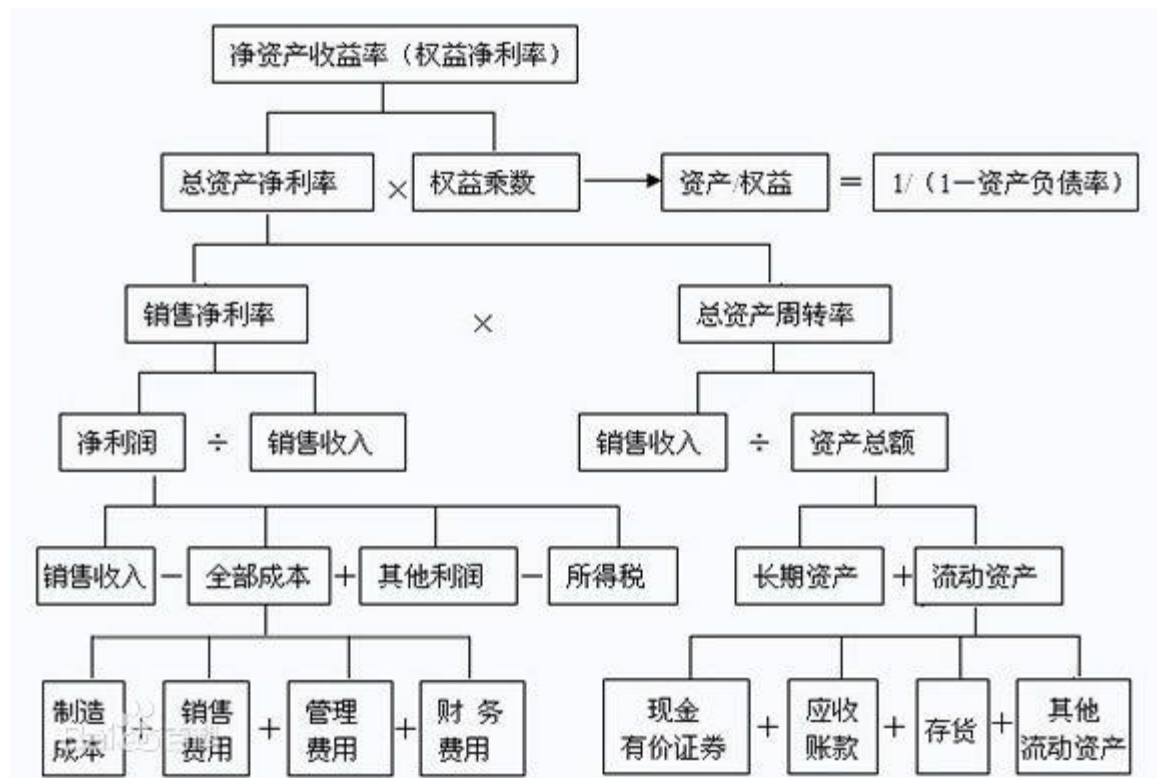 净资产收益率（权益净利率）
总资产净利率 × 权益乘数 资产/权益 = 1/（1—资产负债率）
销售净利率 × 总资产周转率
净利润 ÷ 销售收入 销售收入 ÷ 资产总额
销售收入 — 全部成本 + 其他利润 — 所得税 长期资产 + 流动资产
制造 销售 管理 财 务 现金 应收 其他
成本 + 费用 + 费用 + 费用 有价证券 + 账款 + 存货 + 流动资产